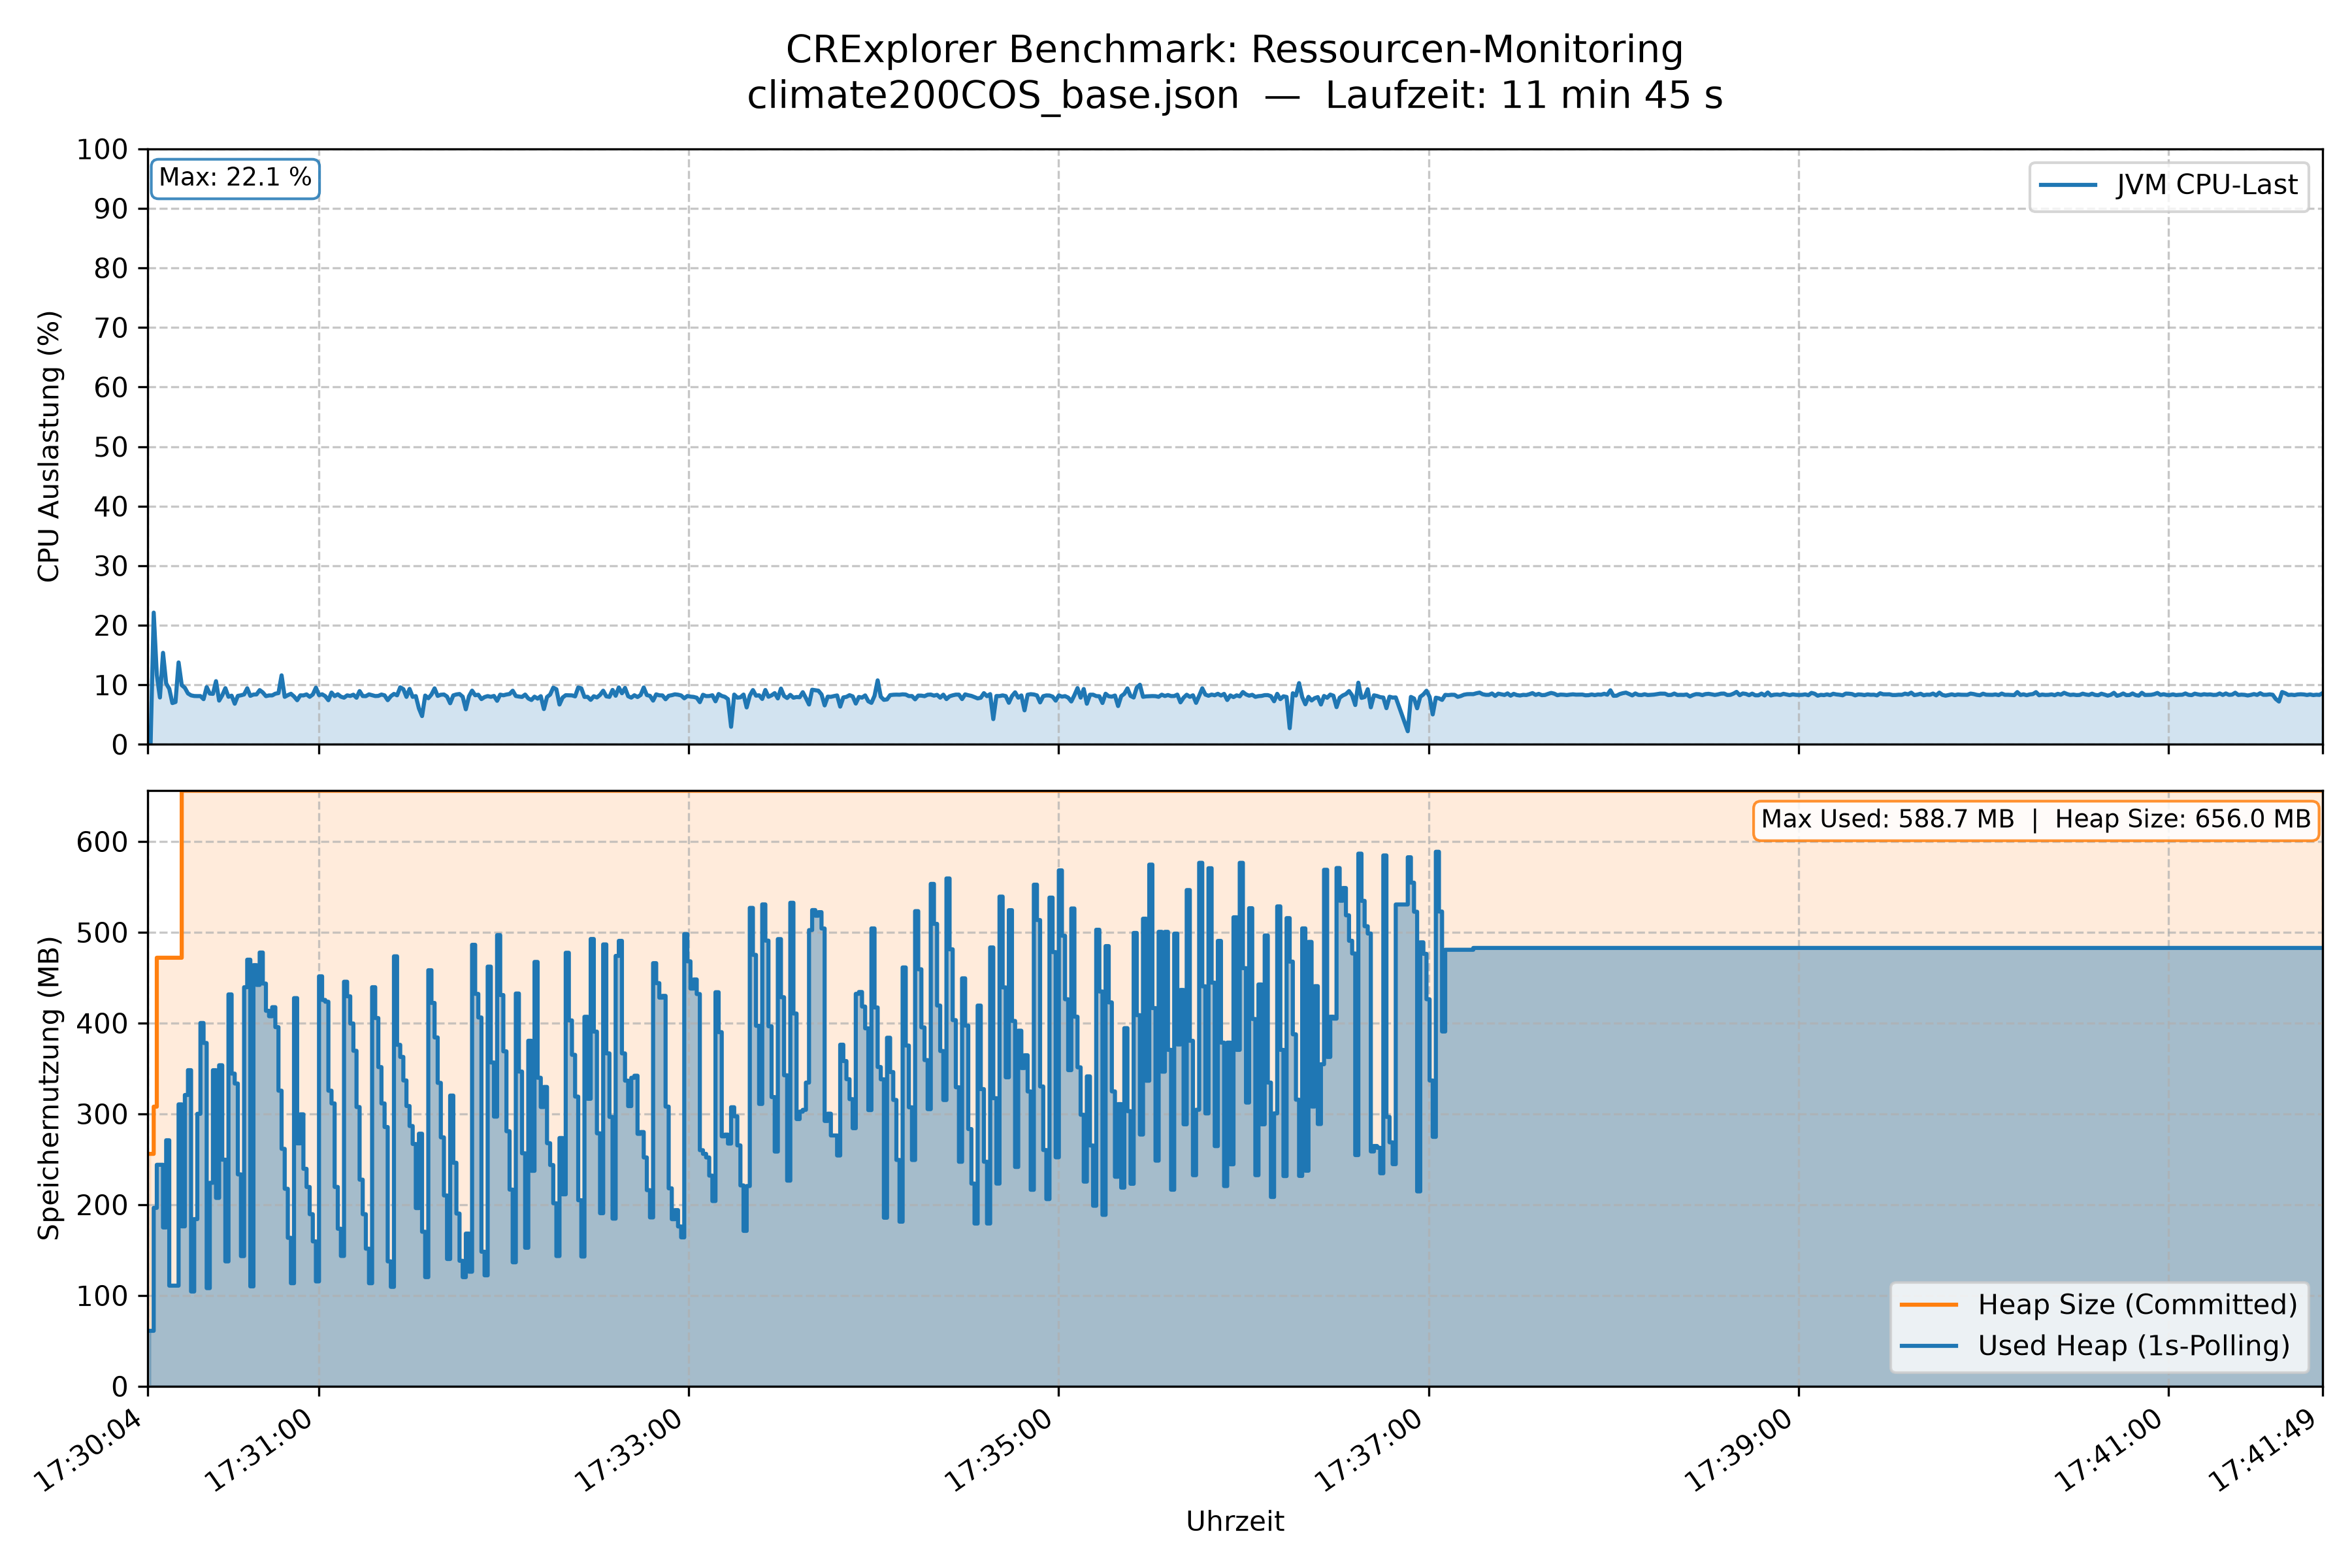 CRExplorer Benchmark: Ressourcen-Monitoring
climate200COS_base.json — Laufzeit: 11 min 45 s
Max: 22.1 %
JVM CPU-Last
CPU Auslastung (%)
100
90
80
70
60
50
40
30
20
10
0
Max Used: 588.7 MB | Heap Size: 656.0 MB
Speichernutzung (MB)
600
500
400
300
200
100
0
Heap Size (Committed)
Used Heap (1s-Polling)
17:30:04
17:31:00
17:33:00
17:35:00
17:37:00
17:39:00
17:41:00
17:41:49
Uhrzeit